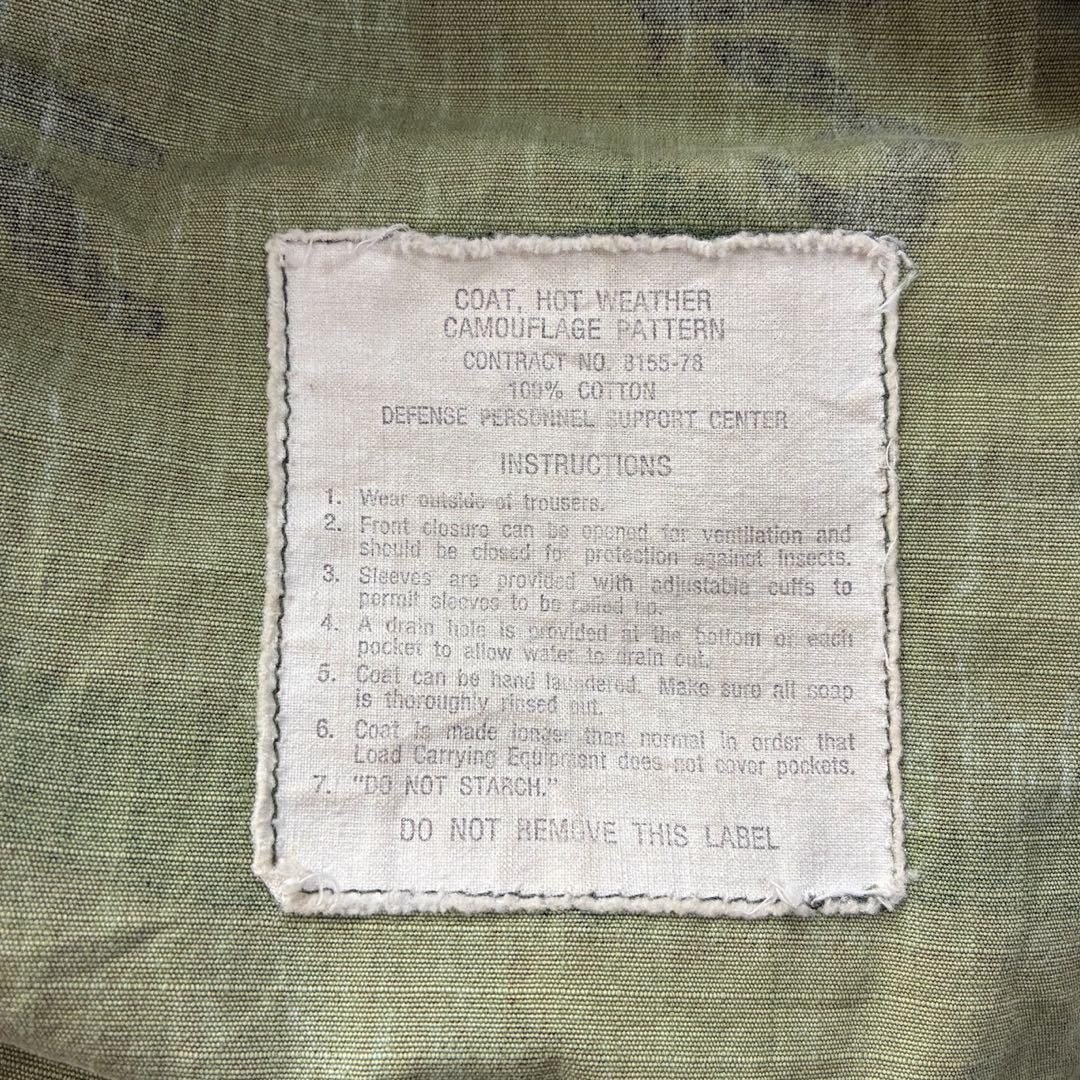 COAT, HOT WEATHER
CAMOUFLAGE PATTERN
CONTRACT NO. 3155-78
100% COTTON
DEFENSE PERSONNEL SUPPORT CENTER
INSTRUCTIONS
1. Wear outside of trousers.
2. Front closure can be opened for ventilation and
should be closed for protection against insects.
3. Sleeves are provided with adjustable cuffs to
permit sleeves to be rolled up.
4. A drain hole is provided at the bottom of each
pocket to allow water to drain out.
5. Coat can be hand laundered. Make sure all soap
is thoroughly rinsed out.
6. Coat is made longer than normal in order that
Load Carrying Equipment does not cover pockets.
7. "DO NOT STARCH."
DO NOT REMOVE THIS LABEL